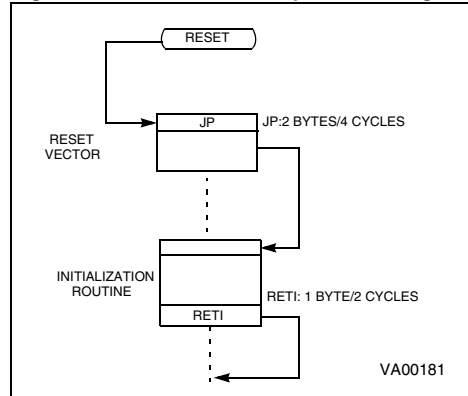 RESET
JP
JP:2 BYTES/4 CYCLES
RESET
VECTOR
INITIALIZATION
ROUTINE
RETI: 1 BYTE/2 CYCLES
RETI
VA00181